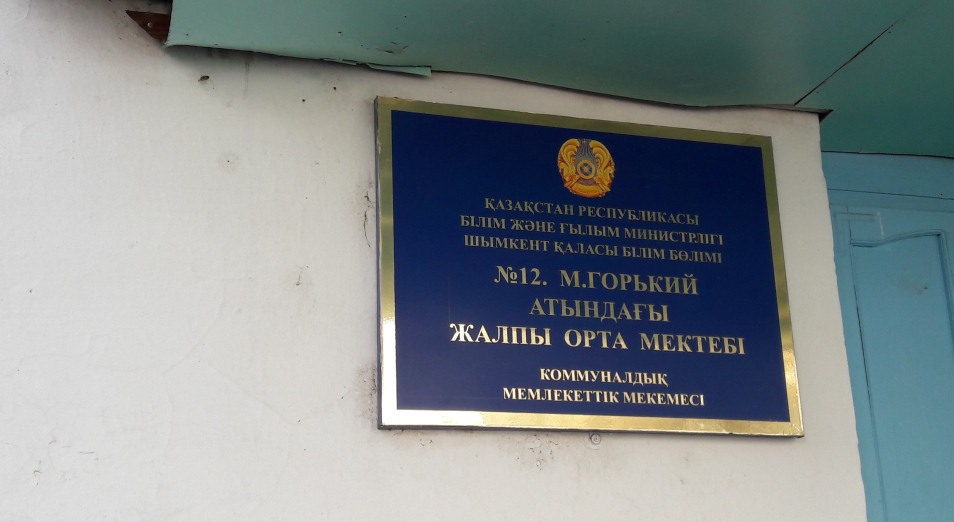 ҚАЗАҚСТАН РЕСПУБЛИКАСЫ
БІЛІМ ЖӘНЕ ҒЫЛЫМ МИНИСТРЛІГІ
ШЫМКЕНТ ҚАЛАСЫ БІЛІМ БӨЛІМІ
№12. М.ГОРЬКИЙ
АТЫНДАҒЫ
ЖАЛПЫ ОРТА МЕКТЕБІ
КОММУНАЛДЫҚ
МЕМЛЕКЕТТІК МЕКЕМЕСІ